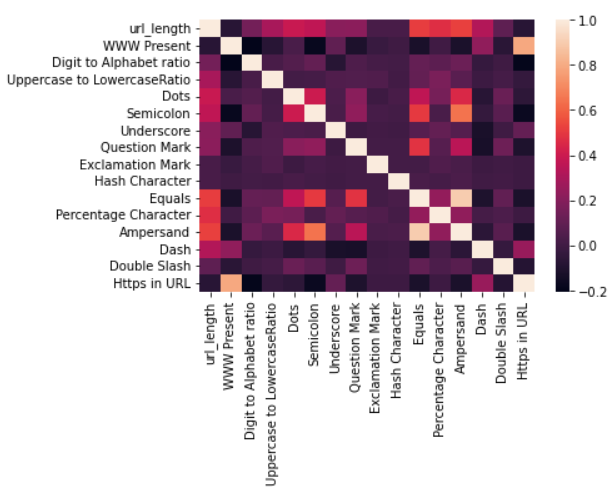 url_length
WWW Present
Digit to Alphabet ratio
Uppercase to LowercaseRatio
Dots
Semicolon
Underscore
Question Mark
Exclamation Mark
Hash Character
Equals
Percentage Character
Ampersand
Dash
Double Slash
Https in URL
url_length
WWW Present
Digit to Alphabet ratio
Uppercase to LowercaseRatio
Dots
Semicolon
Underscore
Question Mark
Exclamation Mark
Hash Character
Equals
Percentage Character
Ampersand
Dash
Double Slash
Https in URL
1.0
0.8
0.6
0.4
0.2
0.0
−0.2